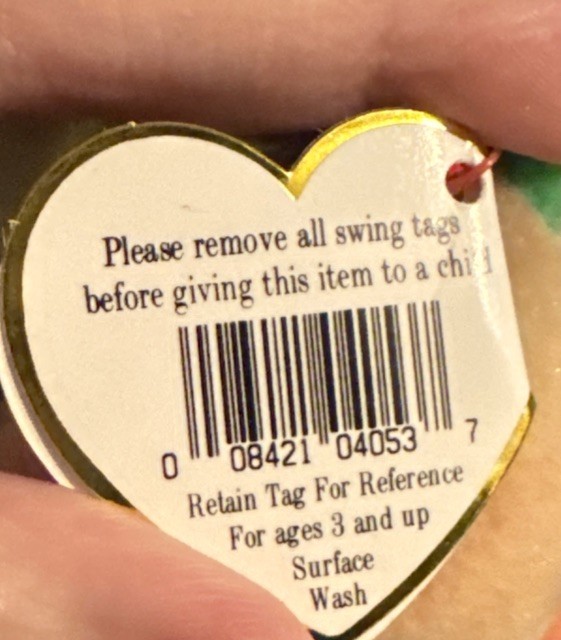 Please remove all swing tags
before giving this item to a child
0 08421 04053 7
Retain Tag For Reference
For ages 3 and up
Surface
Wash